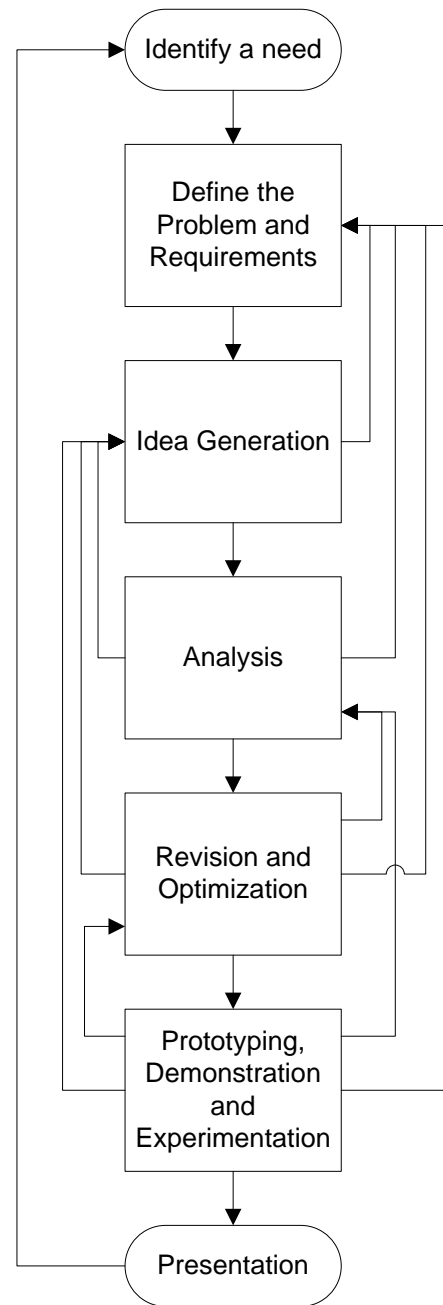 Identify a need
Define the
Problem and
Requirements
Idea Generation
Analysis
Revision and
Optimization
Prototyping,
Demonstration
and
Experimentation
Presentation